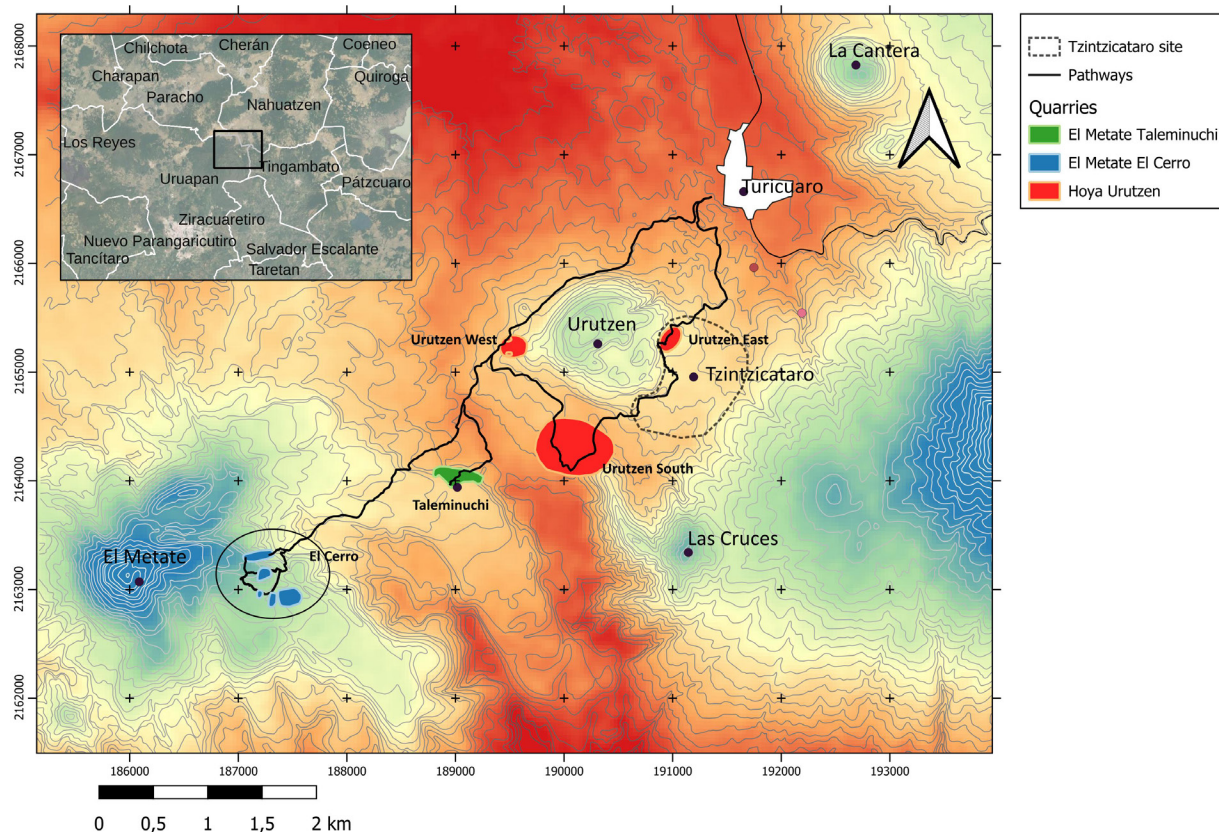 Chilchota
Cherán
Coeneo
Charapan
Quiroga
Paracho
Nahuatzen
Los Reyes
Tingambato
Uruapan
Pátzcuaro
Ziracuaretiro
Nuevo Parangaricutiro
Salvador Escalante
Tancítaro
Taretan
La Cantera
Turicuaro
Urutzen
Urutzen West
Urutzen East
Tzintzicataro
Urutzen South
Taleminuchi
El Metate
El Cerro
Las Cruces
2168000
2167000
2166000
2165000
2164000
2163000
2162000
186000
187000
188000
189000
190000
191000
192000
193000
0
0,5
1
1,5
2 km
Tzintzicataro site
Pathways
Quarries
El Metate Taleminuchi
El Metate El Cerro
Hoya Urutzen